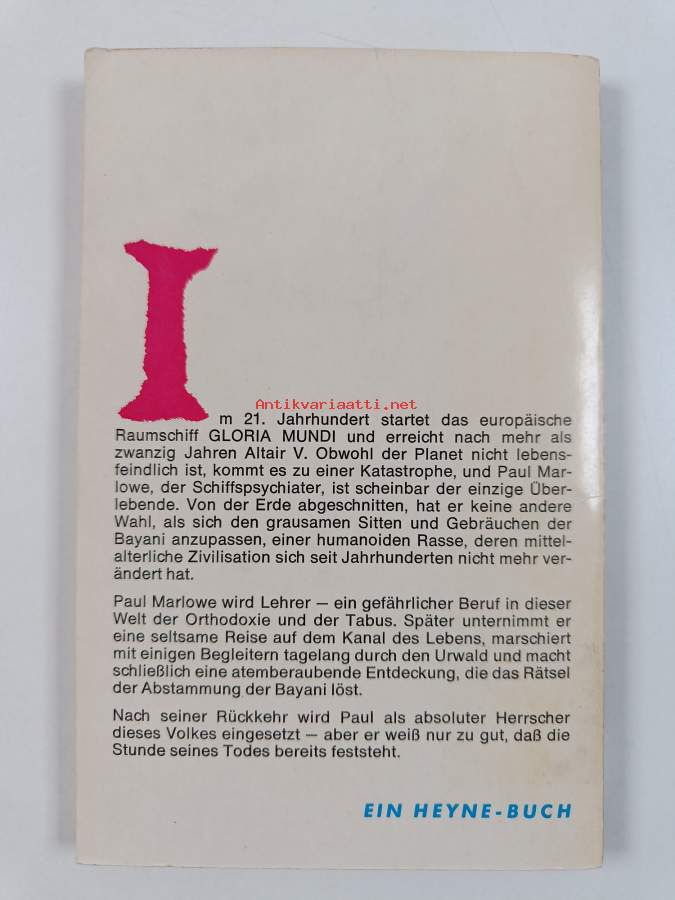 Antikvariaatti.net
Im 21. Jahrhundert startet das europäische
Raumschiff GLORIA MUNDI und erreicht nach mehr als
zwanzig Jahren Altair V. Obwohl der Planet nicht lebens-
feindlich ist, kommt es zu einer Katastrophe, und Paul Mar-
lowe, der Schiffspsychiater, ist scheinbar der einzige Über-
lebende. Von der Erde abgeschnitten, hat er keine andere
Wahl, als sich den grausamen Sitten und Gebräuchen der
Bayani anzupassen, einer humanoiden Rasse, deren mittel-
alterliche Zivilisation sich seit Jahrhunderten nicht mehr ver-
ändert hat.
Paul Marlowe wird Lehrer – ein gefährlicher Beruf in dieser
Welt der Orthodoxie und der Tabus. Später unternimmt er
eine seltsame Reise auf dem Kanal des Lebens, marschiert
mit einigen Begleitern tagelang durch den Urwald und macht
schließlich eine atemberaubende Entdeckung, die das Rätsel
der Abstammung der Bayani löst.
Nach seiner Rückkehr wird Paul als absoluter Herrscher
dieses Volkes eingesetzt – aber er weiß nur zu gut, daß die
Stunde seines Todes bereits feststeht.
EIN HEYNE-BUCH